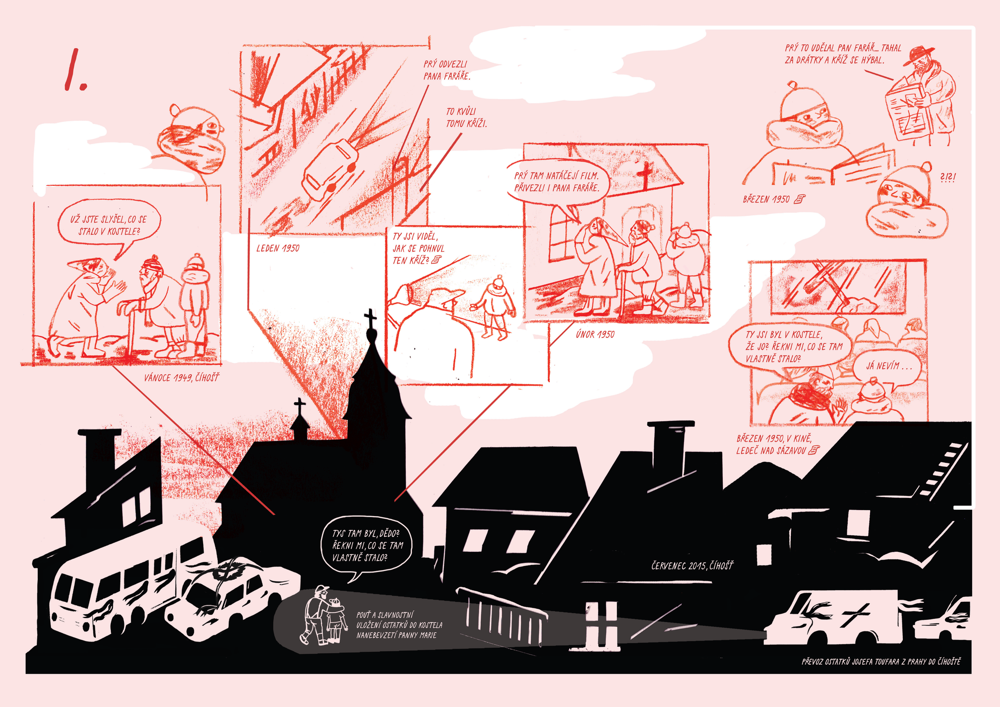 I.
UŽ JSTE SLYŠEL, CO SE
STALO V KOSTELE?
VÁNOCE 1949, ČÍHOŠŤ
PRÝ ODVEZLI
PANA FARÁŘE.
TO KVŮLI
TOMU KŘÍŽI.
LEDEN 1950
TY JSI VIDĚL,
JAK SE POHNUL
TEN KŘÍŽ?
PRÝ TAM NATÁČEJÍ FILM.
PŘIVEZLI I PANA FARÁŘE.
ÚNOR 1950
PRÝ TO UDĚLAL PAN FARÁŘ... TAHAL
ZA DRÁTKY A KŘÍŽ SE HÝBAL.
BŘEZEN 1950
?!?!
TY JSI BYL V KOSTELE,
ŽE JO? ŘEKNI MI, CO SE TAM
VLASTNĚ STALO?
JÁ NEVÍM ...
BŘEZEN 1950, V KINĚ,
LEDEČ NAD SÁZAVOU
TYS TAM BYL, DĚDO?
ŘEKNI MI, CO SE TAM
VLASTNĚ STALO?
ČERVENEC 2015, ČÍHOŠŤ
POUŤ A SLAVNOSTNÍ
ULOŽENÍ OSTATKŮ DO KOSTELA
NANEBEVZETÍ PANNY MARIE
PŘEVOZ OSTATKŮ JOSEFA TOUFARA Z PRAHY DO ČÍHOŠTĚ